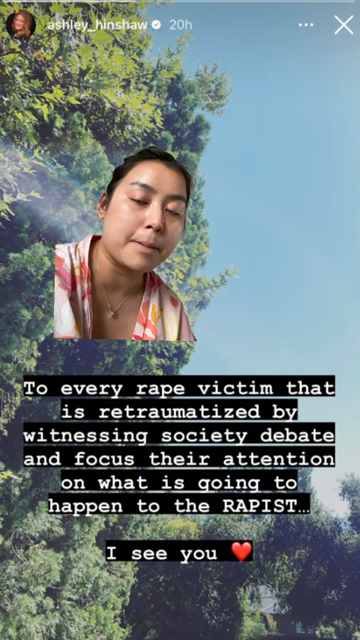 ashley_hinshaw 20h
To every rape victim that
is retraumatized by
witnessing society debate
and focus their attention
on what is going to
happen to the RAPIST…
I see you ❤️